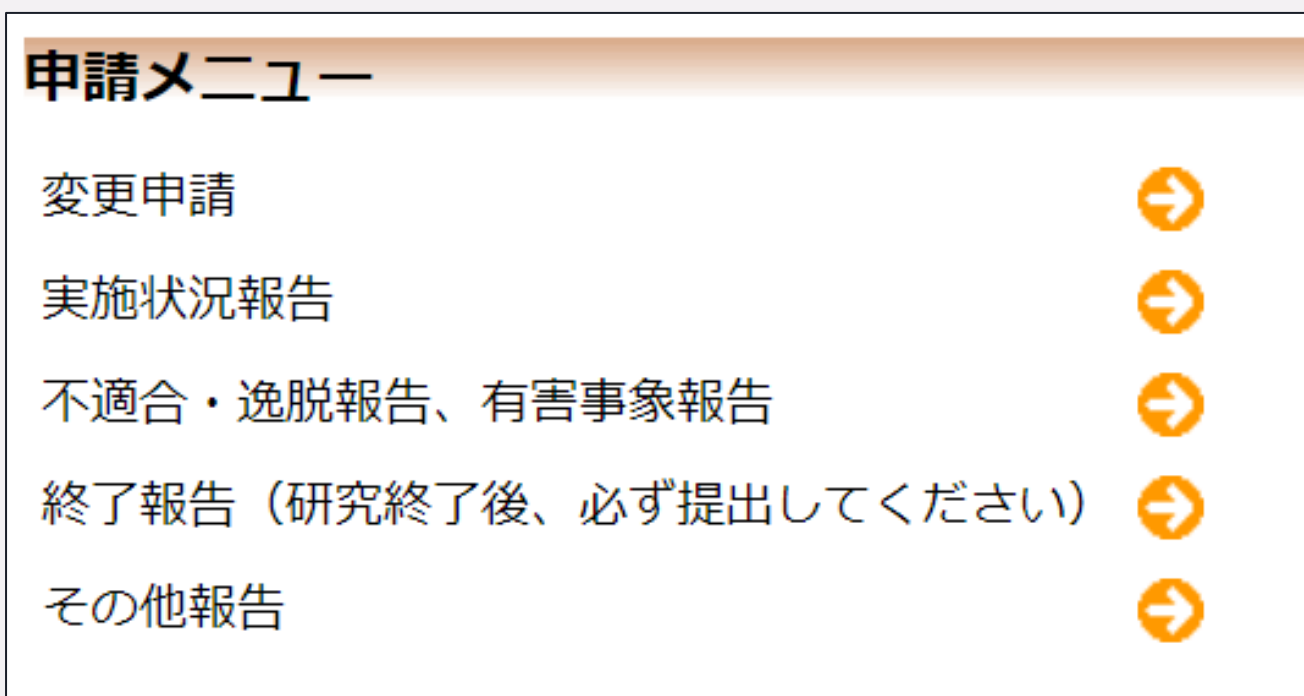 申請メニュー
変更申請
実施状況報告
不適合・逸脱報告、有害事象報告
終了報告（研究終了後、必ず提出してください）
その他報告